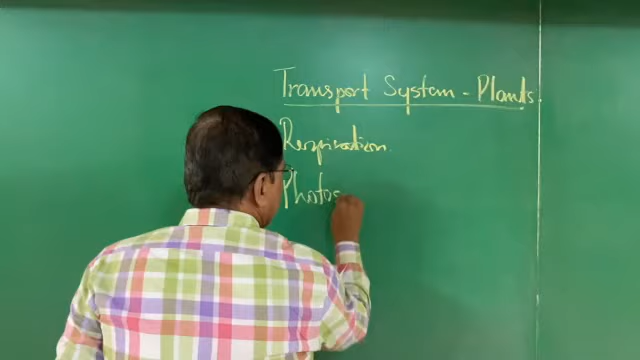 Transport System - Plants.
Respiration.
Photos